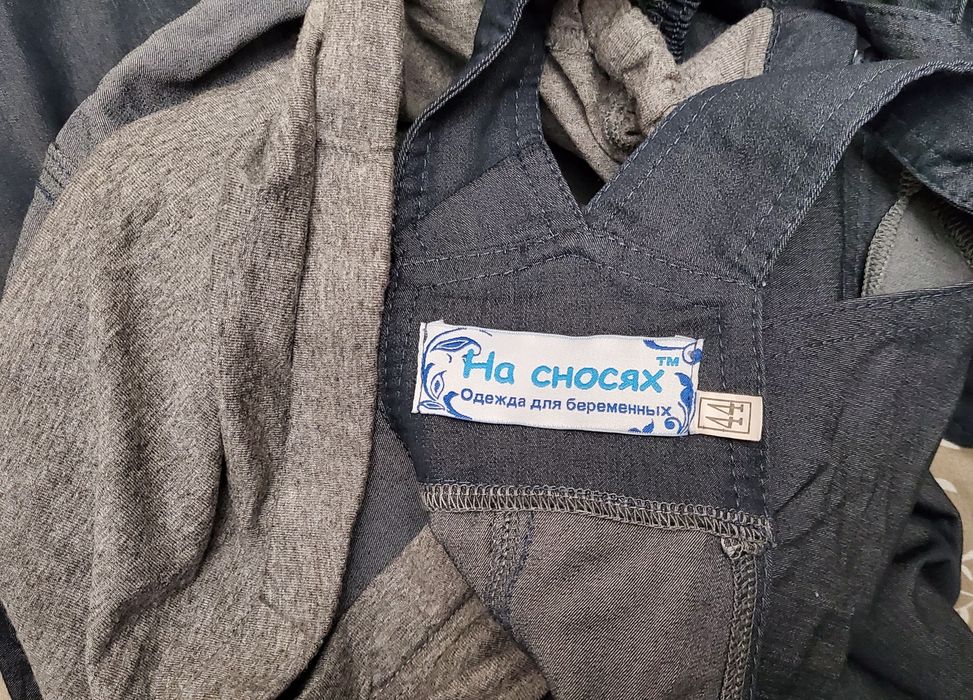 На сносях™
Одежда для беременных
44